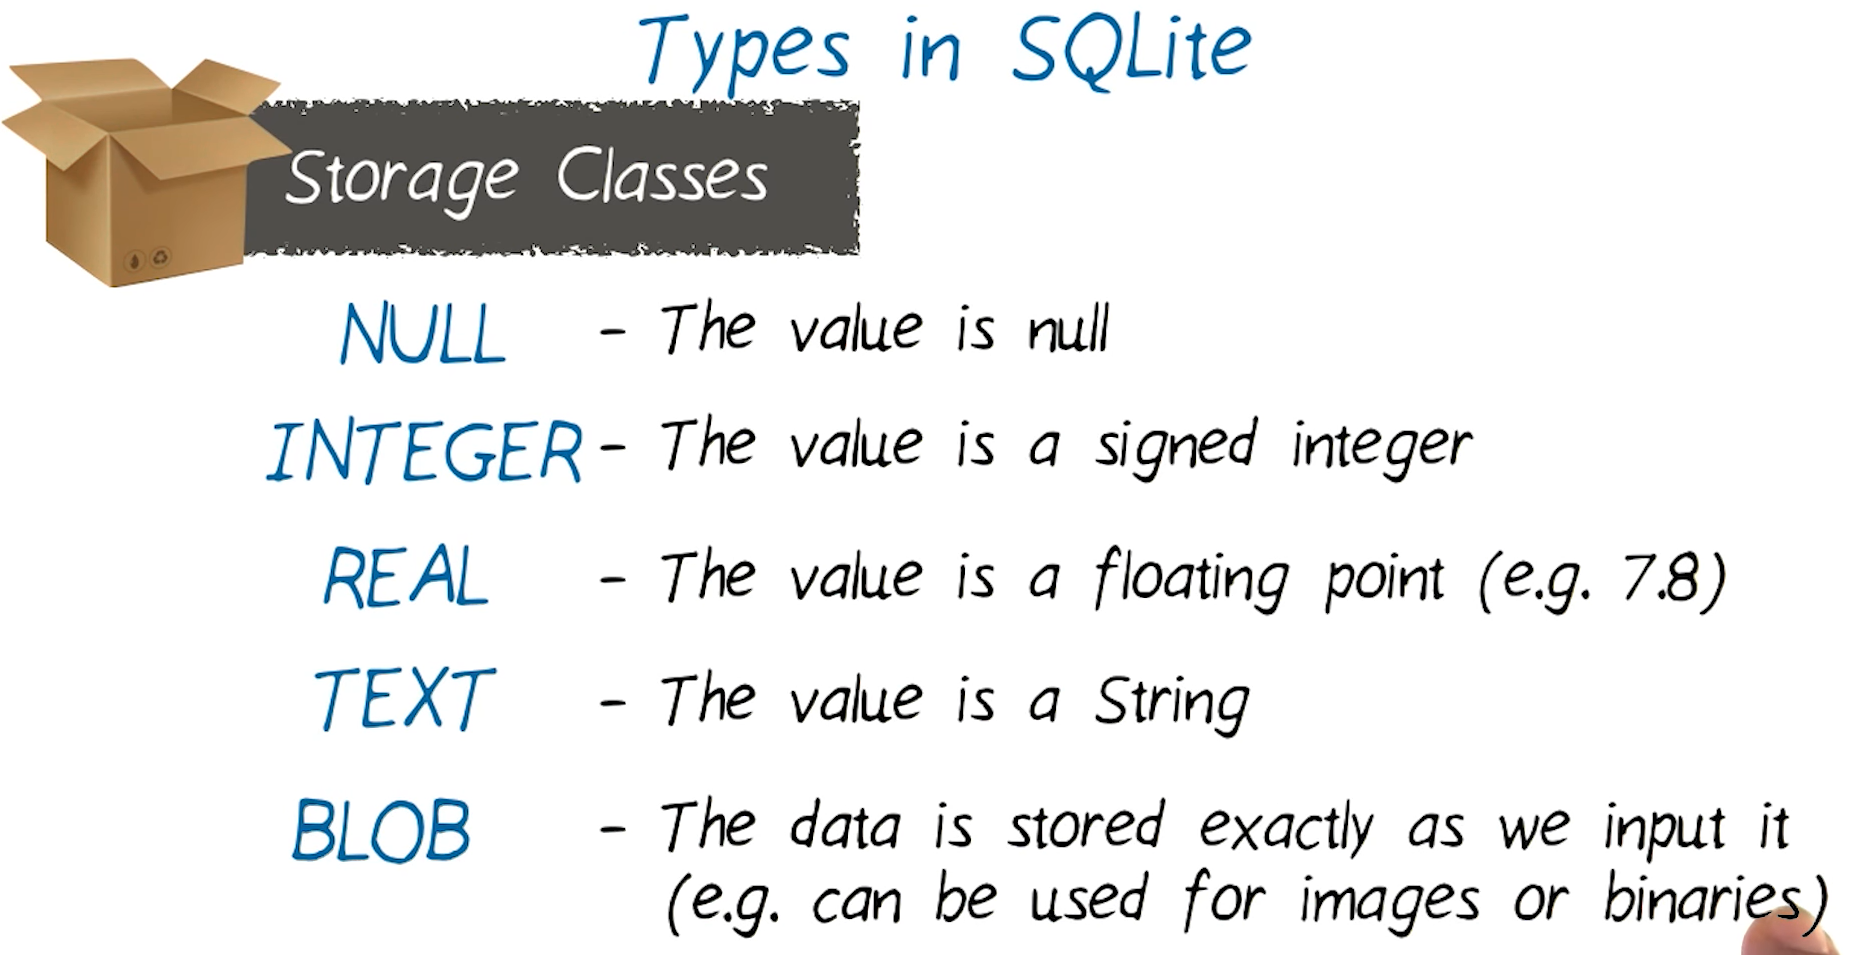 Types in SQLite
Storage Classes
NULL - The value is null
INTEGER - The value is a signed integer
REAL - The value is a floating point (e.g. 7.8)
TEXT - The value is a String
BLOB - The data is stored exactly as we input it
(e.g. can be used for images or binaries)